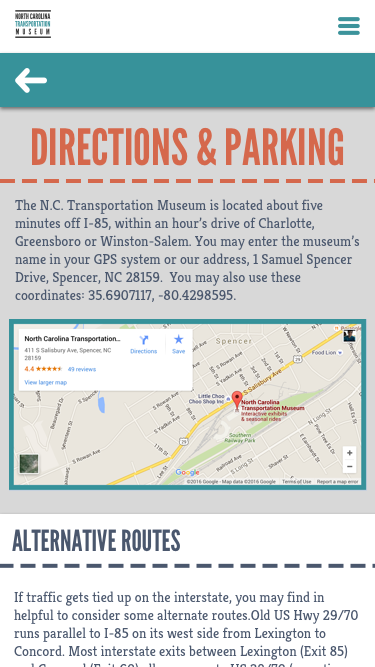 NORTH CAROLINA
TRANSPORTATION
MUSEUM
DIRECTIONS & PARKING
The N.C. Transportation Museum is located about five
minutes off I-85, within an hour's drive of Charlotte,
Greensboro or Winston-Salem. You may enter the museum's
name in your GPS system or our address, 1 Samuel Spencer
Drive, Spencer, NC 28159.  You may also use these
coordinates: 35.6907117, -80.4298595.
North Carolina Transportation...
411 S Salisbury Ave, Spencer, NC
28159
4.4 ★★★★★ 49 reviews
View larger map
Directions
Save
Spencer
Food Lion
Little Choo
Choo Shop Inc
S Salisbury Ave
North Carolina
Transportation Museum
Interactive exhibits
& seasonal rides
Southern
Railway Park
29
29
S Rowan Ave
S Yadkin Ave
Google
©2016 Google - Map data ©2016 Google
Terms of Use
Report a map error
+
−
ALTERNATIVE ROUTES
If traffic gets tied up on the interstate, you may find in
helpful to consider some alternate routes.Old US Hwy 29/70
runs parallel to I-85 on its west side from Lexington to
Concord. Most interstate exits between Lexington (Exit 85)